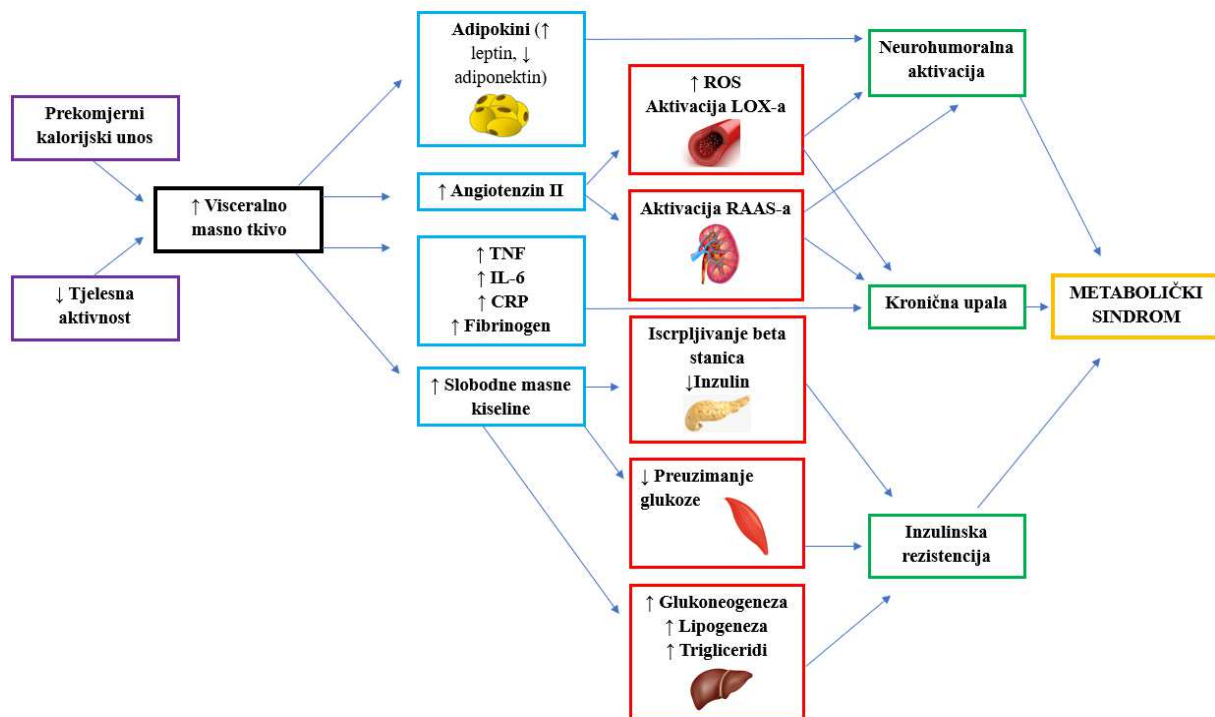 Prekomjerni
kalorijski unos
↓ Tjelesna
aktivnost
↑ Visceralno
masno tkivo
Adipokini (↑
leptin, ↓
adiponektin)
↑ Angiotenzin II
↑ TNF
↑ IL-6
↑ CRP
↑ Fibrinogen
↑ Slobodne masne
kiseline
↑ ROS
Aktivacija LOX-a
Aktivacija RAAS-a
Iscrpljivanje beta
stanica
↓Inzulin
↓ Preuzimanje
glukoze
↑ Glukoneogeneza
↑ Lipogeneza
↑ Trigliceridi
Neurohumoralna
aktivacija
Kronična upala
Inzulinska
rezistencija
METABOLIČKI
SINDROM